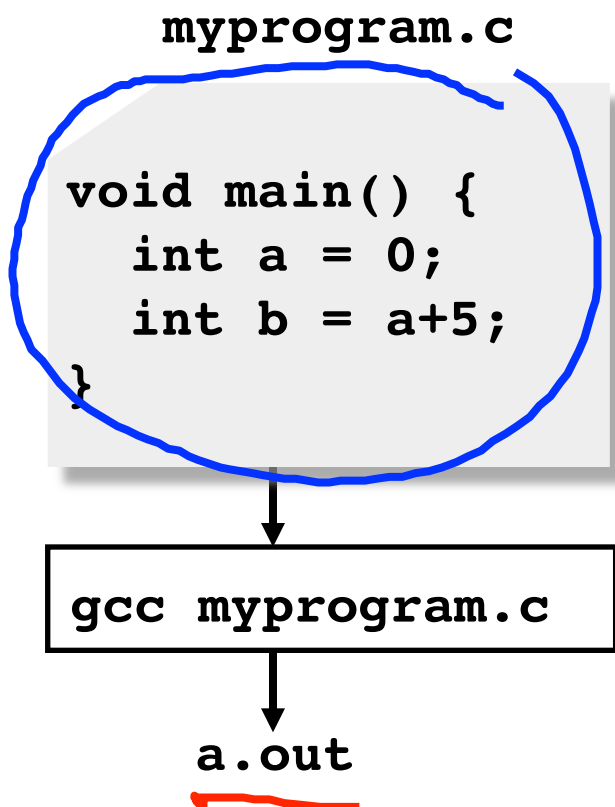 myprogram.c
void main() {
  int a = 0;
  int b = a+5;
}
gcc myprogram.c
a.out